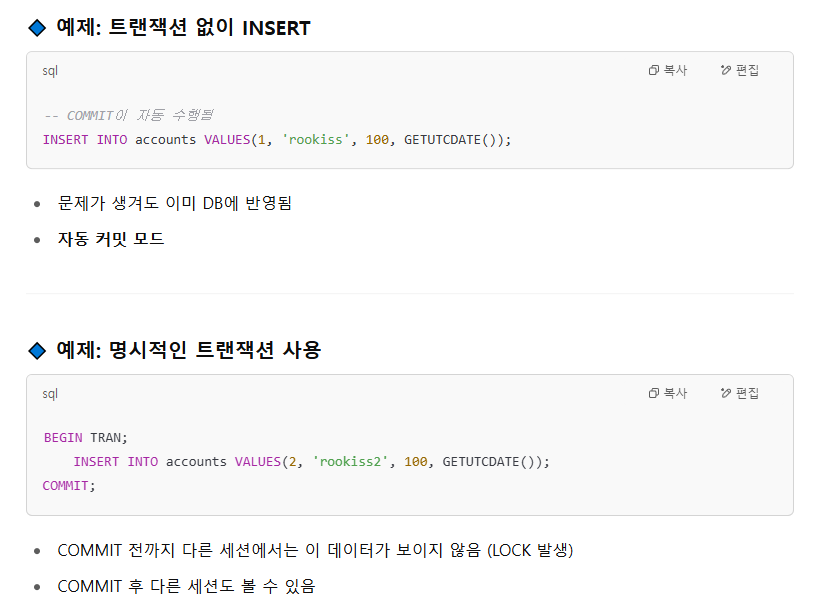 예제: 트랜잭션 없이 INSERT
sql
복사
편집
-- COMMIT이 자동 수행됨
INSERT INTO accounts VALUES(1, 'rookiss', 100, GETUTCDATE());
문제가 생겨도 이미 DB에 반영됨
자동 커밋 모드
예제: 명시적인 트랜잭션 사용
sql
복사
편집
BEGIN TRAN;
INSERT INTO accounts VALUES(2, 'rookiss2', 100, GETUTCDATE());
COMMIT;
COMMIT 전까지 다른 세션에서는 이 데이터가 보이지 않음 (LOCK 발생)
COMMIT 후 다른 세션도 볼 수 있음